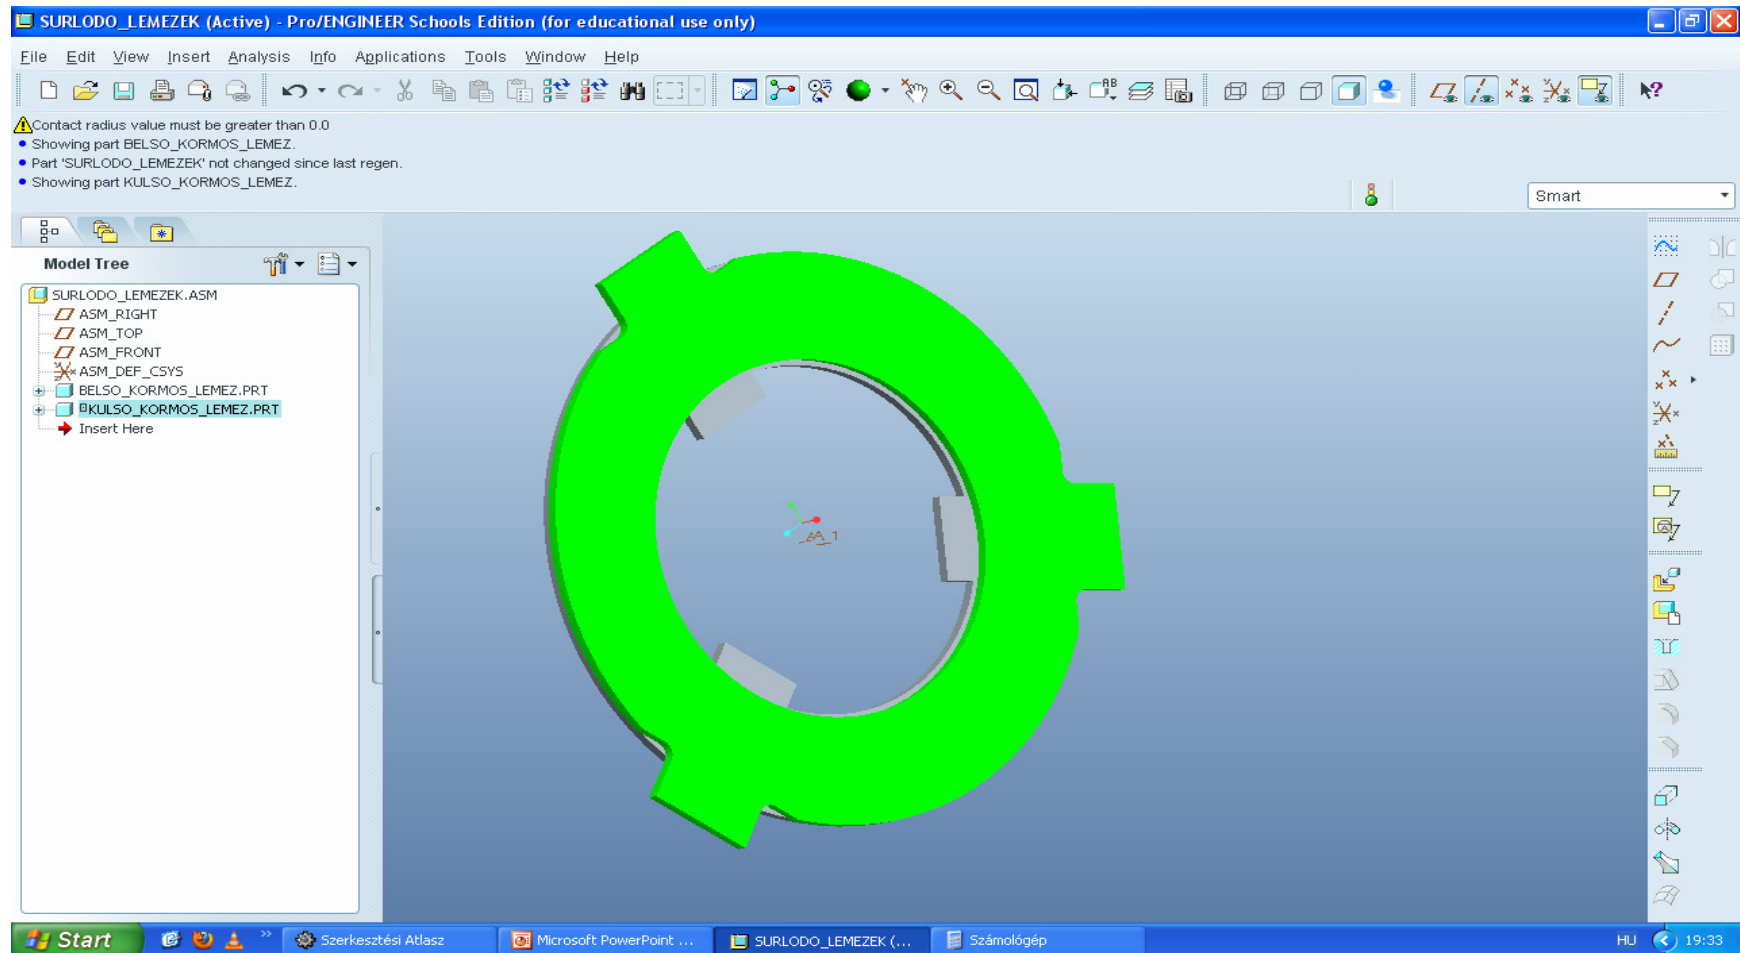 SURLODO_LEMEZEK (Active) - Pro/ENGINEER Schools Edition (for educational use only)
File Edit View Insert Analysis Info Applications Tools Window Help
Contact radius value must be greater than 0.0
Showing part BELSO_KORMOS_LEMEZ.
Part 'SURLODO_LEMEZEK' not changed since last regen.
Showing part KULSO_KORMOS_LEMEZ.
Smart
Model Tree
SURLODO_LEMEZEK.ASM
ASM_RIGHT
ASM_TOP
ASM_FRONT
ASM_DEF_CSYS
BELSO_KORMOS_LEMEZ.PRT
KULSO_KORMOS_LEMEZ.PRT
Insert Here
Start Szerkesztési Atlasz Microsoft PowerPoint ... SURLODO_LEMEZEK (... Számológép HU 19:33